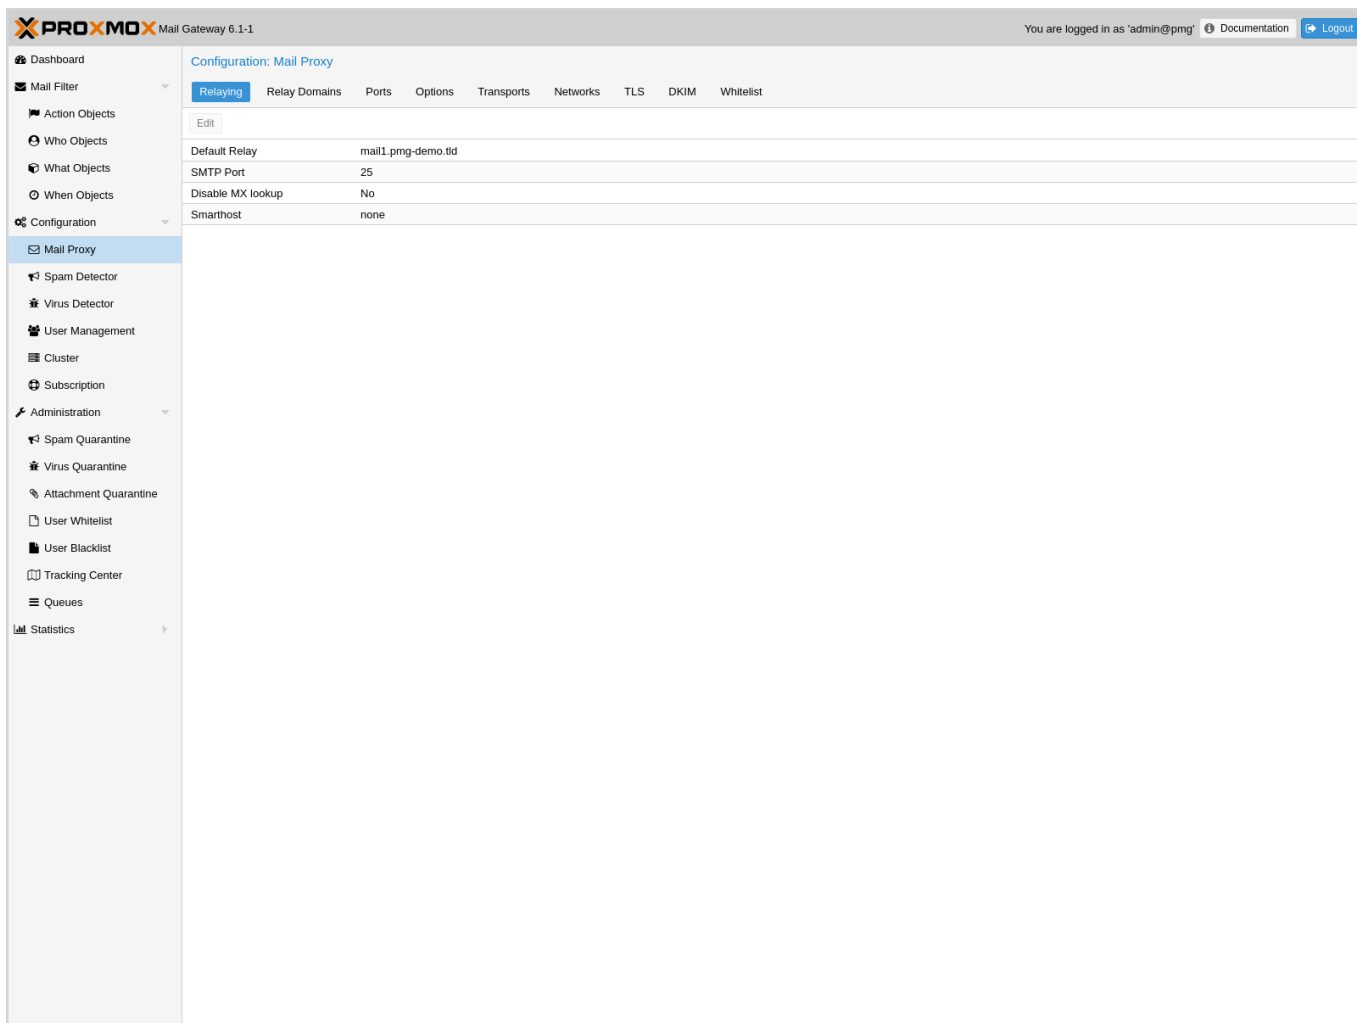 PROXMOX Mail Gateway 6.1-1 You are logged in as 'admin@pmg' Documentation Logout
Dashboard
Mail Filter
Action Objects
Who Objects
What Objects
When Objects
Configuration
Mail Proxy
Spam Detector
Virus Detector
User Management
Cluster
Subscription
Administration
Spam Quarantine
Virus Quarantine
Attachment Quarantine
User Whitelist
User Blacklist
Tracking Center
Queues
Statistics
Configuration: Mail Proxy
Relaying Relay Domains Ports Options Transports Networks TLS DKIM Whitelist
Edit
Default Relay mail1.pmg-demo.tld
SMTP Port 25
Disable MX lookup No
Smarthost none